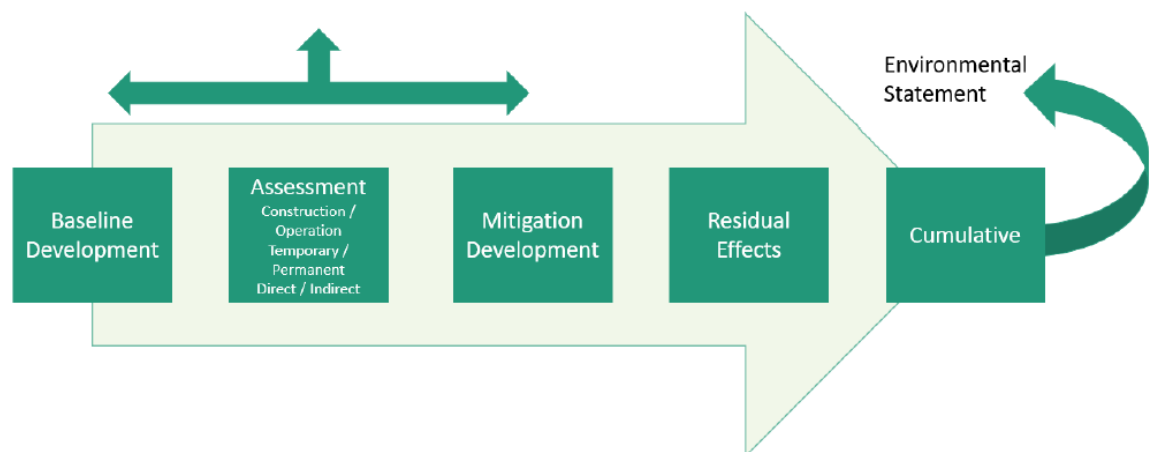 Environmental
Statement
Baseline
Development
Assessment
Construction /
Operation
Temporary /
Permanent
Direct / Indirect
Mitigation
Development
Residual
Effects
Cumulative